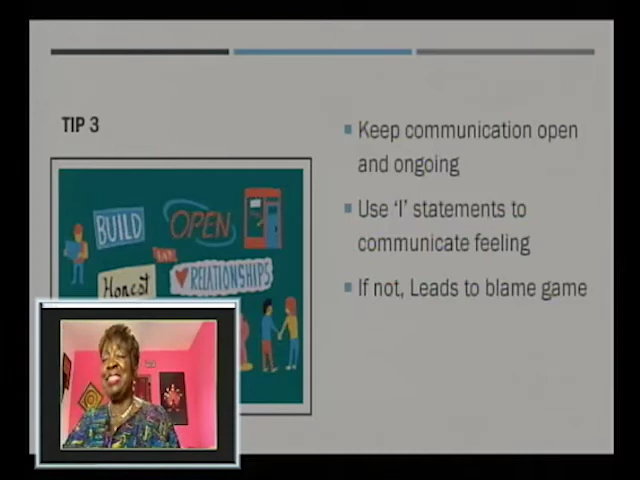 TIP 3
BUILD
OPEN
AND
Honest
RELATIONSHIPS
Keep communication open
and ongoing
Use ‘I’ statements to
communicate feeling
If not, Leads to blame game